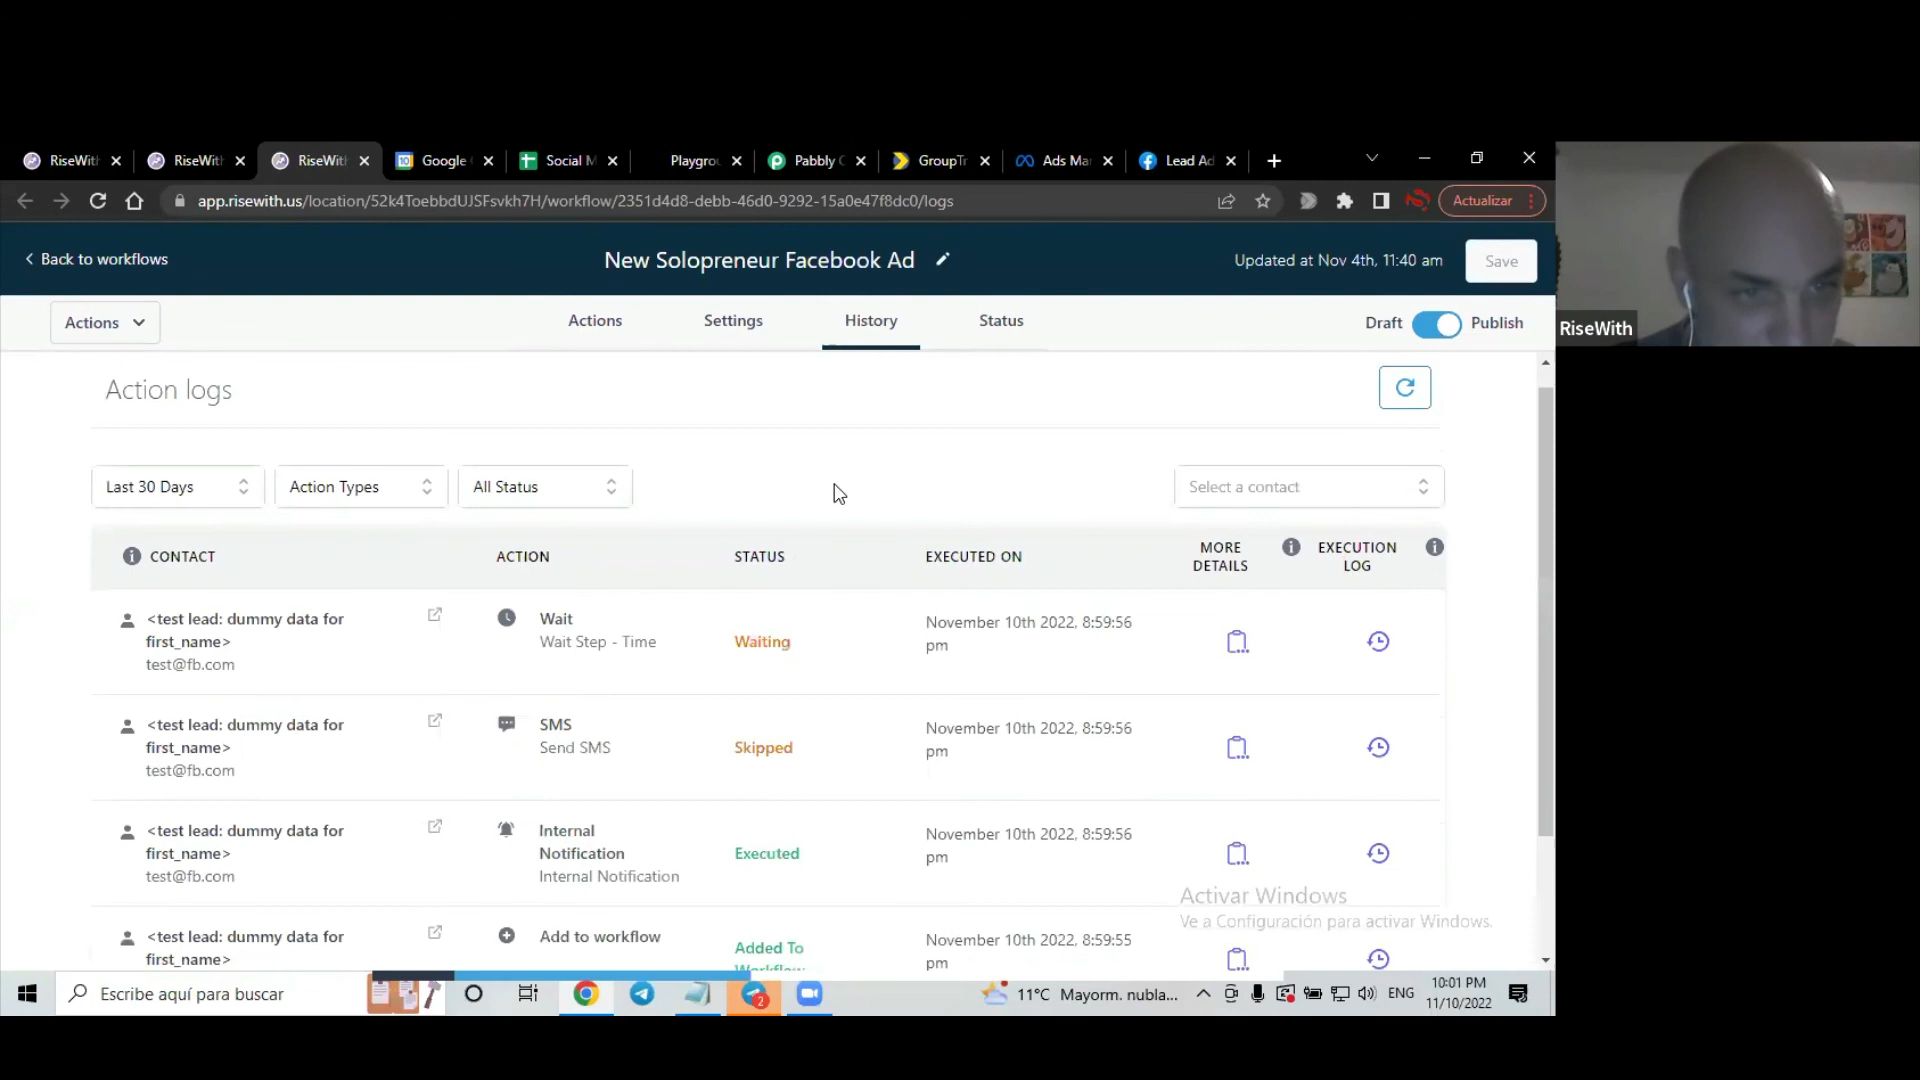 RiseWith
RiseWith
RiseWith
Google
Social M
Playgrou
Pabbly C
GroupTr
Ads Ma
Lead Ad
app.risewith.us/location/52k4ToebbdUJSFsvkh7H/workflow/2351d4d8-debb-46d0-9292-15a0e47f8dc0/logs
Actualizar
Back to workflows
New Solopreneur Facebook Ad
Updated at Nov 4th, 11:40 am
Save
Actions
Actions
Settings
History
Status
Draft
Publish
RiseWith
Action logs
Last 30 Days
Action Types
All Status
Select a contact
CONTACT
ACTION
STATUS
EXECUTED ON
MORE DETAILS
EXECUTION LOG
<test lead: dummy data for
first_name>
test@fb.com
Wait
Wait Step - Time
Waiting
November 10th 2022, 8:59:56
pm
<test lead: dummy data for
first_name>
test@fb.com
SMS
Send SMS
Skipped
November 10th 2022, 8:59:56
pm
<test lead: dummy data for
first_name>
test@fb.com
Internal
Notification
Internal Notification
Executed
November 10th 2022, 8:59:56
pm
Activar Windows
Ve a Configuración para activar Windows.
<test lead: dummy data for
first_name>
Add to workflow
Added To
Workflow
November 10th 2022, 8:59:55
pm
Escribe aquí para buscar
2
11°C Mayorm. nubla...
ENG
10:01 PM
11/10/2022